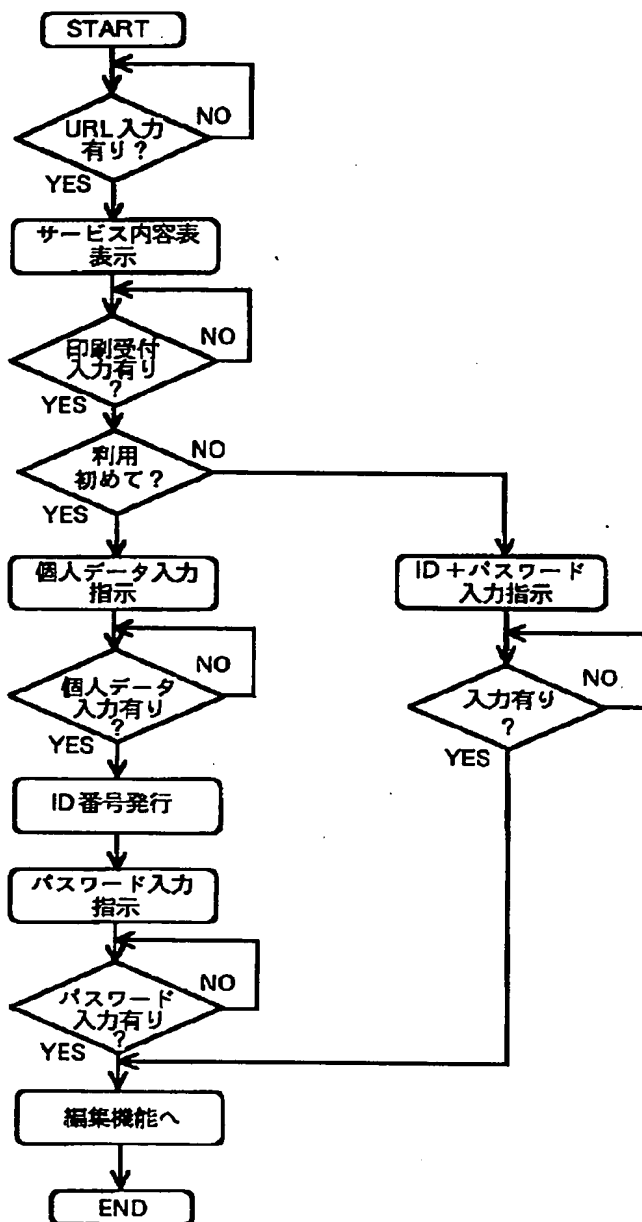 START
URL入力
有り?
NO
YES
サービス内容表
表示
印刷受付
入力有り
?
NO
YES
利用
初めて?
NO
YES
個人データ入力
指示
個人データ
入力有り
?
NO
YES
ID番号発行
パスワード入力
指示
パスワード
入力有り
?
NO
YES
ID+パスワード
入力指示
入力有り
?
NO
YES
編集機能へ
END